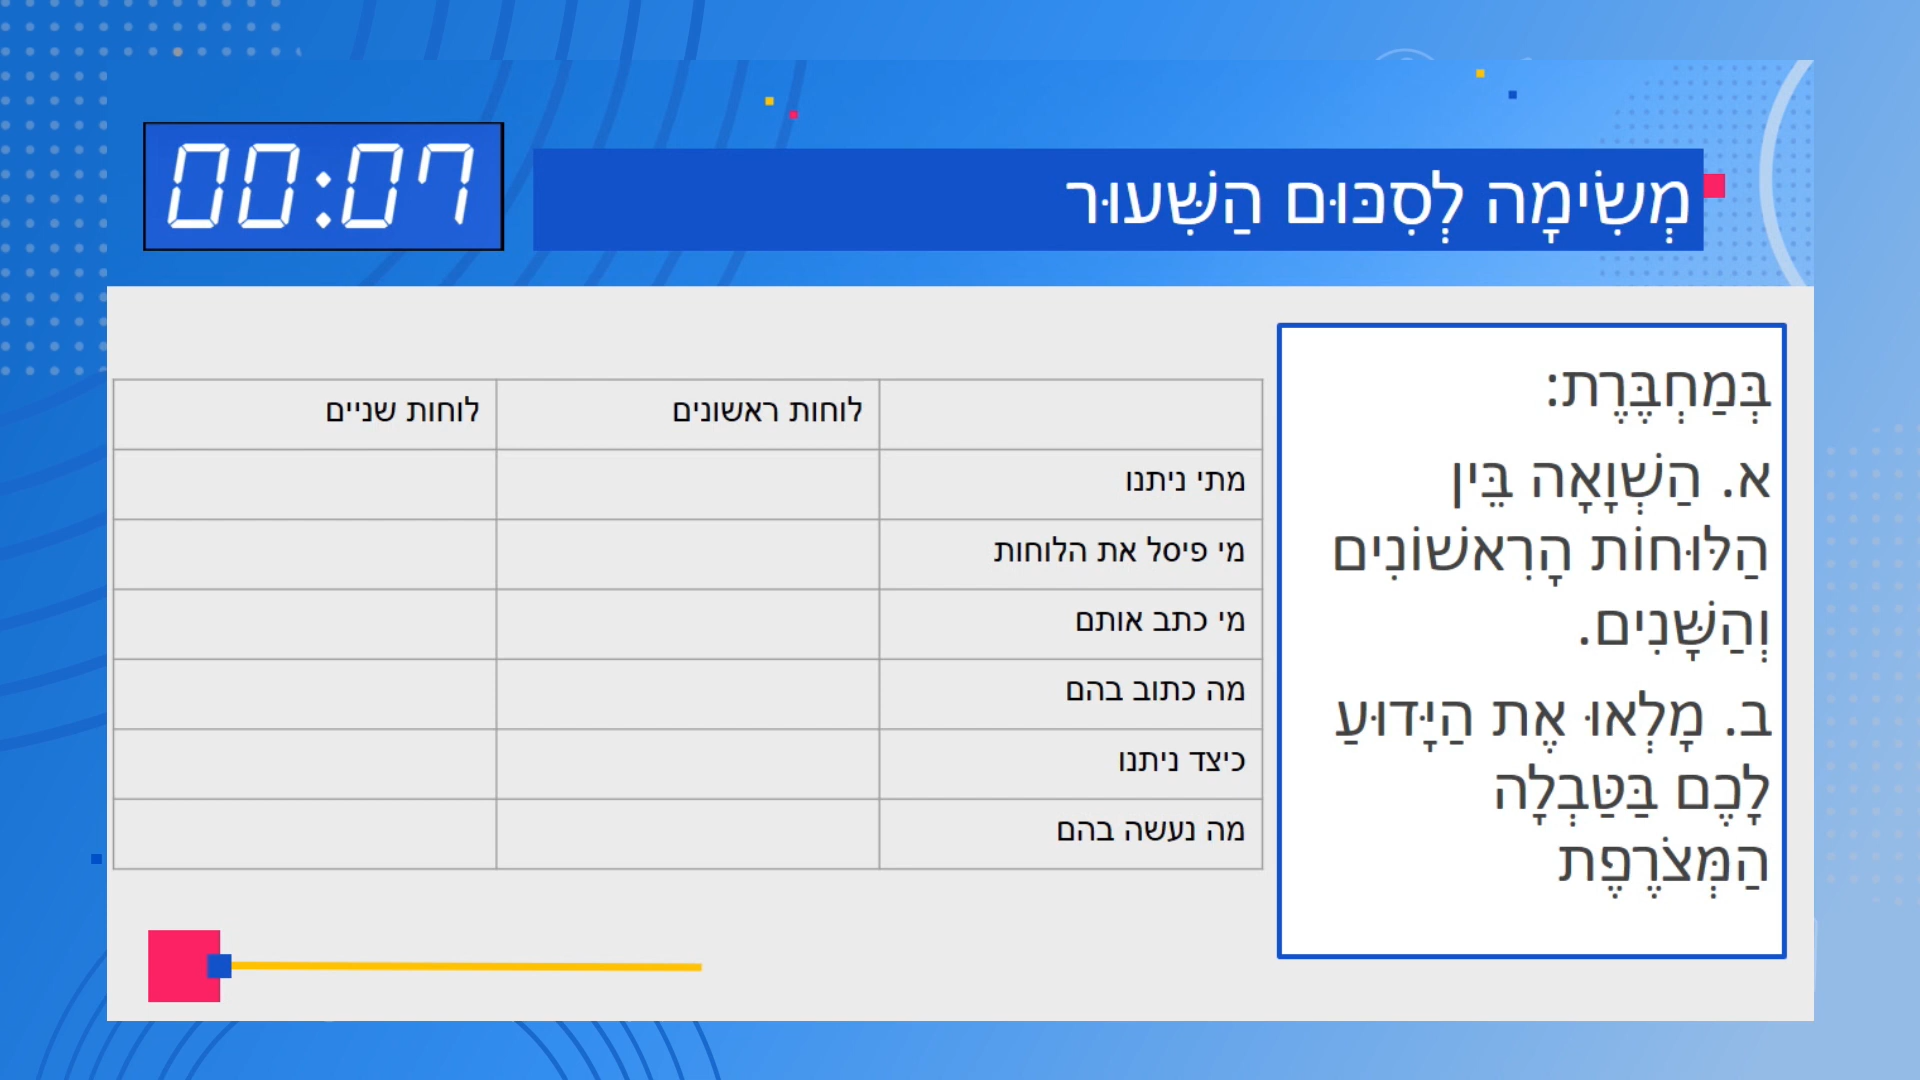 00:07
מְשִׂימָה לְסִכּוּם הַשִּׁעוּר
בְּמַחְבֶּרֶת:
א. הַשְׁוָאָה בֵּין
הַלּוּחוֹת הָרִאשׁוֹנִים
וְהַשָּׁנִים.
ב. מָלְאוּ אֶת הַיָּדוּעַ
לָכֶם בַּטַּבְלָה
הַמְּצֹרֶפֶת
לוחות ראשונים לוחות שניים
מתי ניתנו
מי פיסל את הלוחות
מי כתב אותם
מה כתוב בהם
כיצד ניתנו
מה נעשה בהם